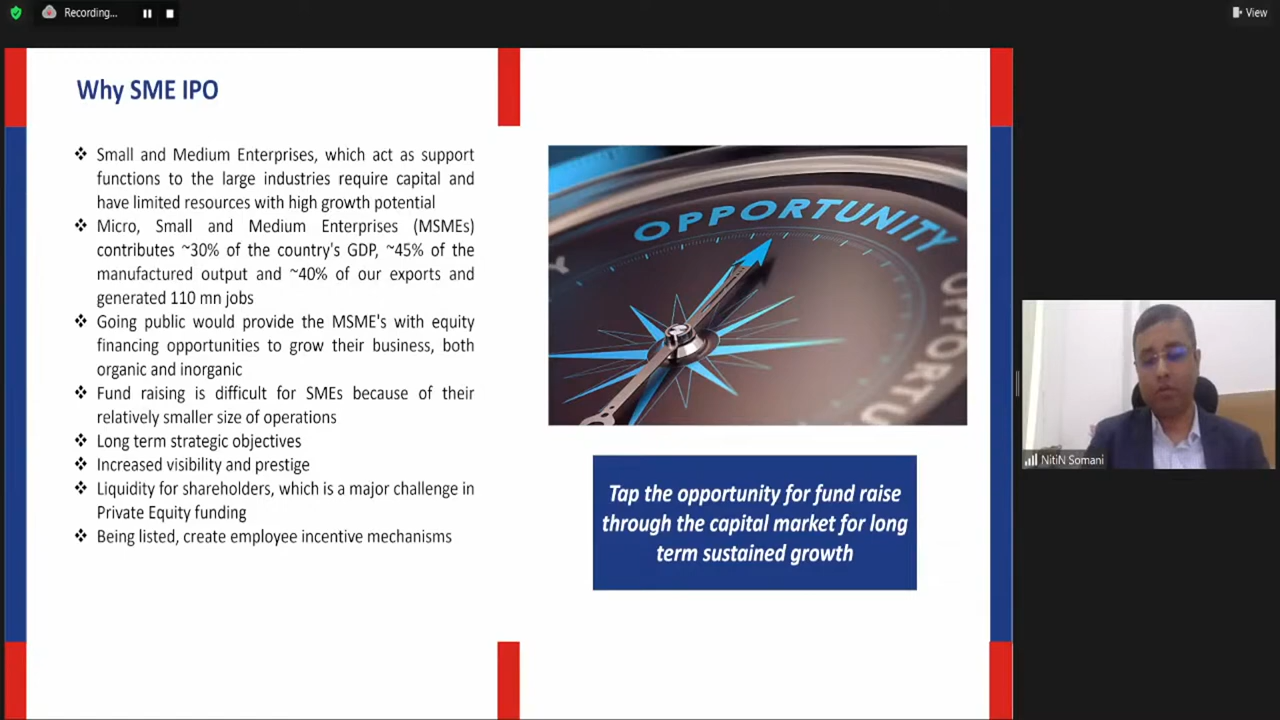 Recording...
View
Why SME IPO
❖ Small and Medium Enterprises, which act as support
functions to the large industries require capital and
have limited resources with high growth potential
❖ Micro, Small and Medium Enterprises (MSMEs)
contributes ~30% of the country's GDP, ~45% of the
manufactured output and ~40% of our exports and
generated 110 mn jobs
❖ Going public would provide the MSME's with equity
financing opportunities to grow their business, both
organic and inorganic
❖ Fund raising is difficult for SMEs because of their
relatively smaller size of operations
❖ Long term strategic objectives
❖ Increased visibility and prestige
❖ Liquidity for shareholders, which is a major challenge in
Private Equity funding
❖ Being listed, create employee incentive mechanisms
OPPORTUNITY
Tap the opportunity for fund raise
through the capital market for long
term sustained growth
NitiN Somani